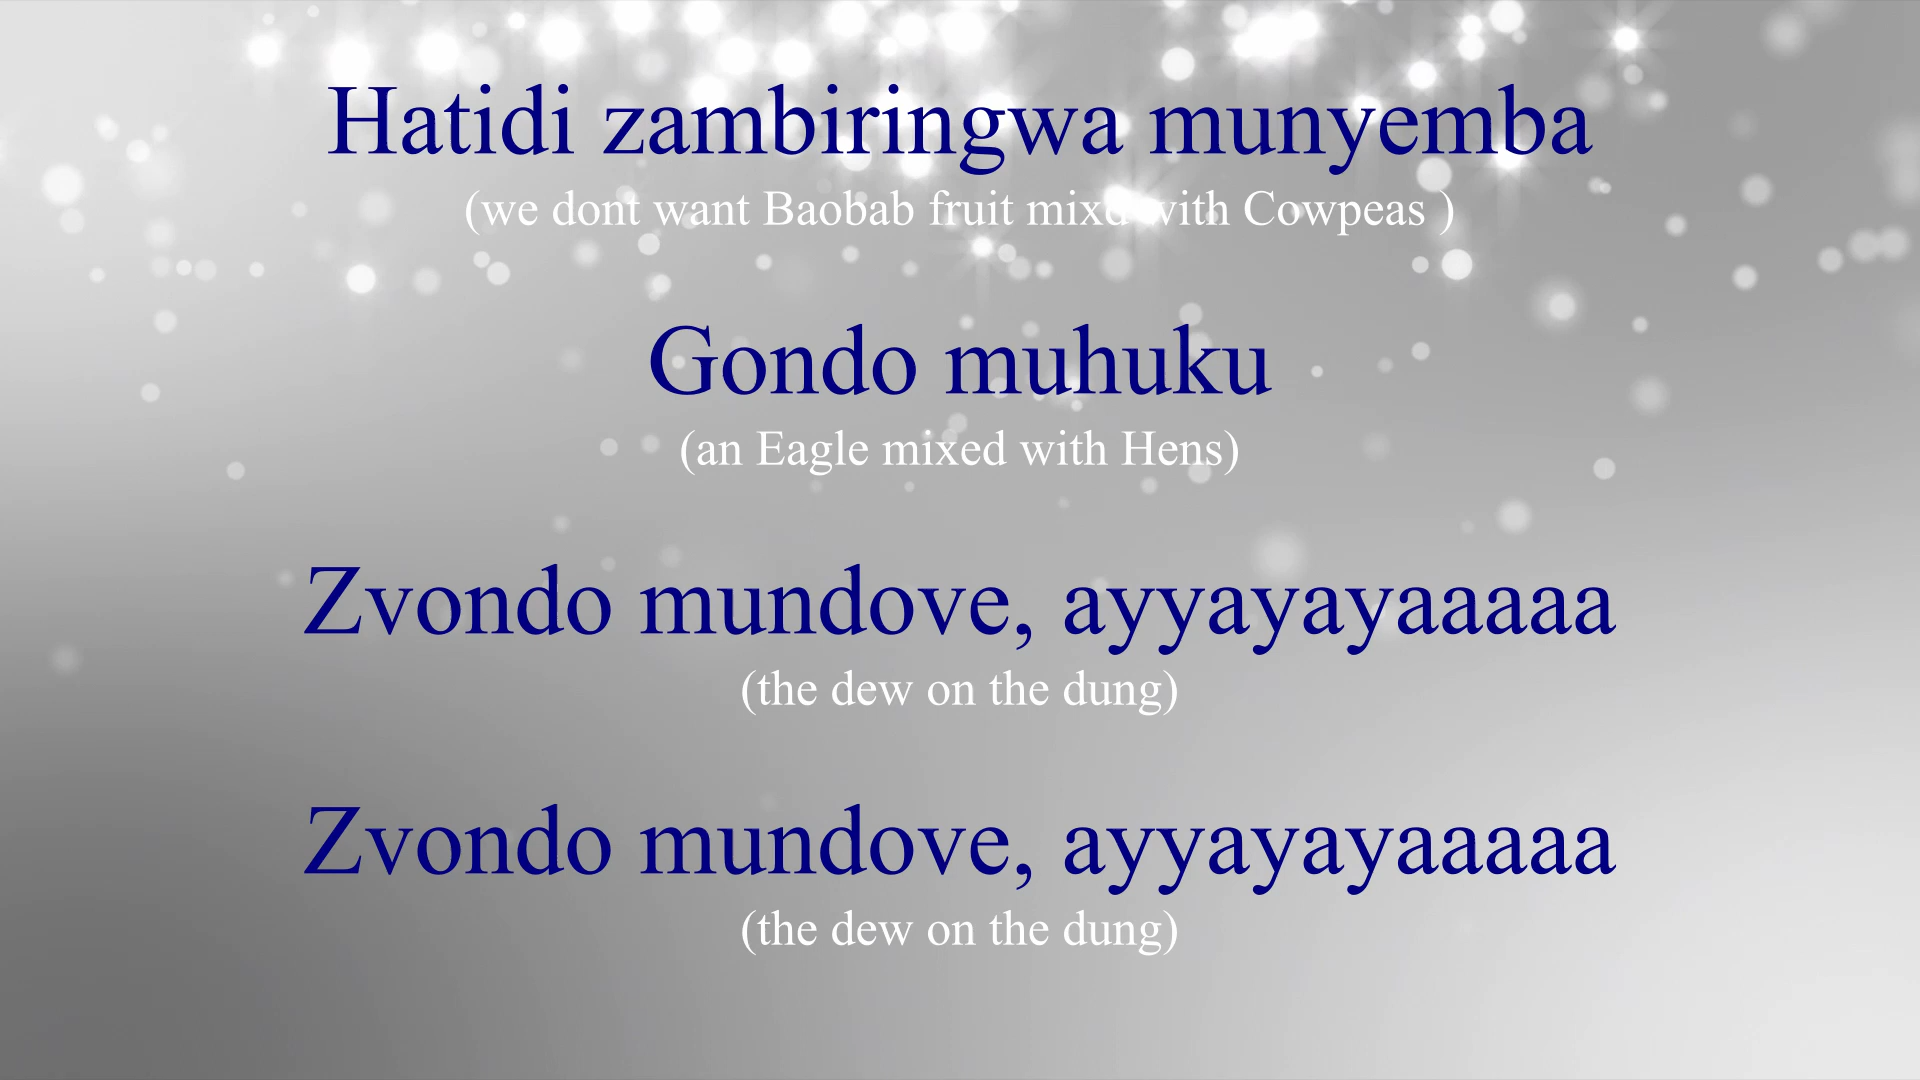 Hatidi zambiringwa munyemba
(we dont want Baobab fruit mixd with Cowpeas )
Gondo muhuku
(an Eagle mixed with Hens)
Zvondo mundove, ayyayayaaaaa
(the dew on the dung)
Zvondo mundove, ayyayayaaaaa
(the dew on the dung)